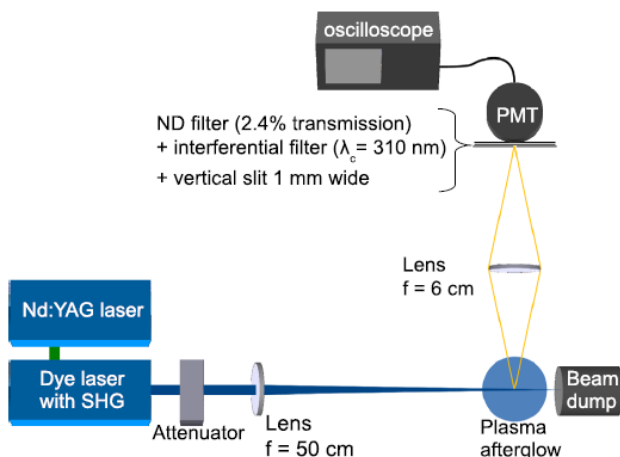 oscilloscope
PMT
ND filter (2.4% transmission)
+ interferential filter (λc= 310 nm)
+ vertical slit 1 mm wide
Lens
f = 6 cm
Nd:YAG laser
Dye laser
with SHG
Attenuator
Lens
f = 50 cm
Plasma
afterglow
Beam
dump